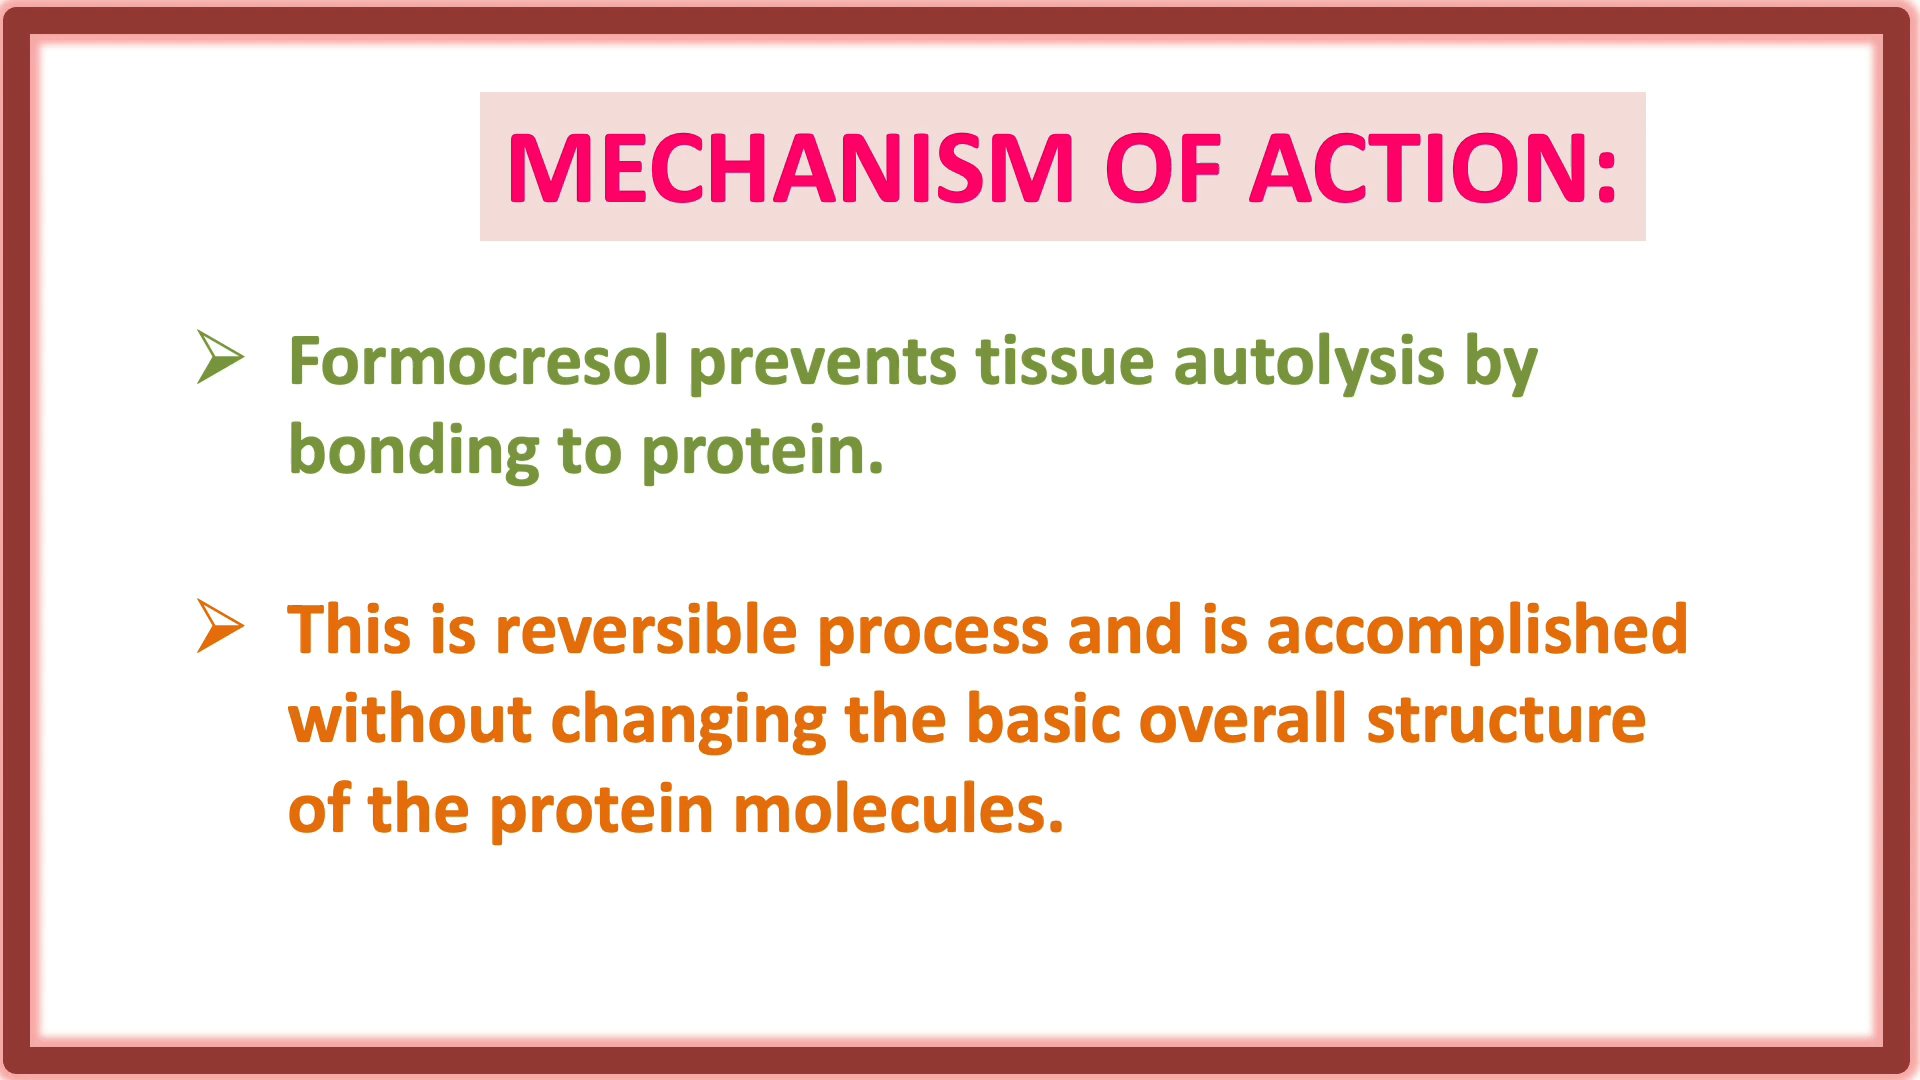 MECHANISM OF ACTION:
Formocresol prevents tissue autolysis by
bonding to protein.
This is reversible process and is accomplished
without changing the basic overall structure
of the protein molecules.